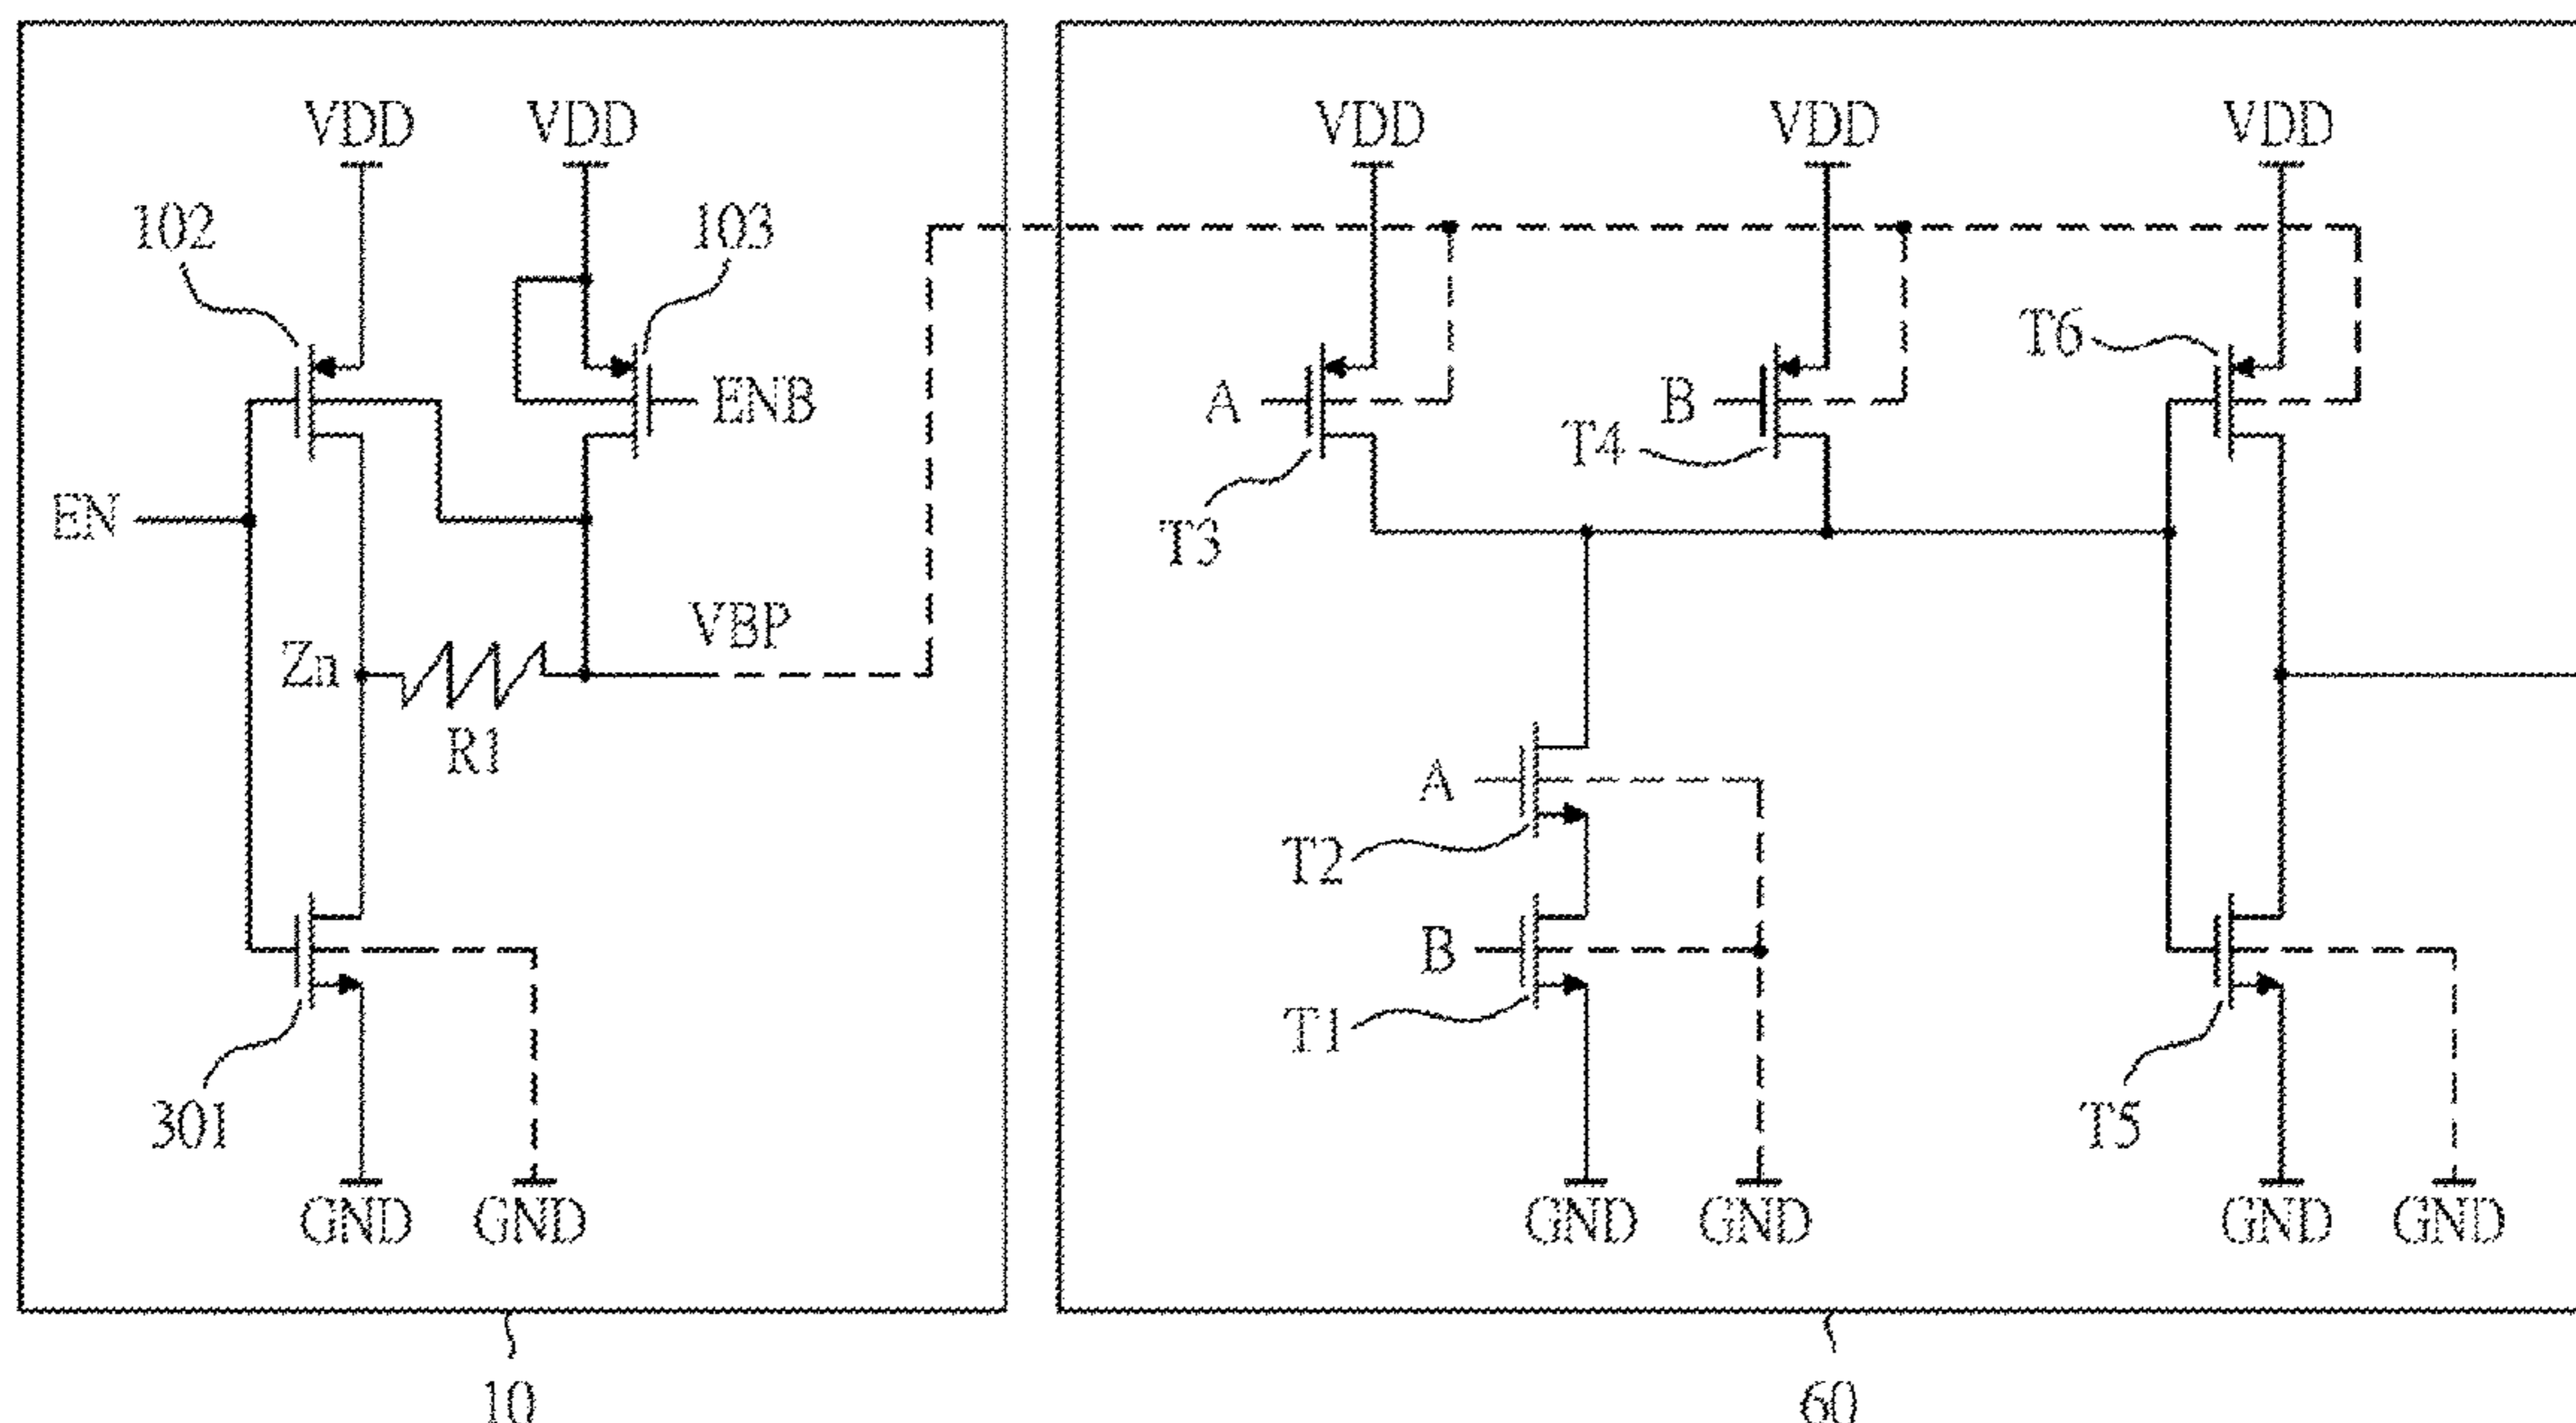 VDD
VDD
VDD
VDD
VDD
102
103
T6
A
B
ENB
T4
EN
T3
VBP
Zn
R1
A
T2
B
T1
301
T5
GND
GND
GND
GND
GND
GND
10
60